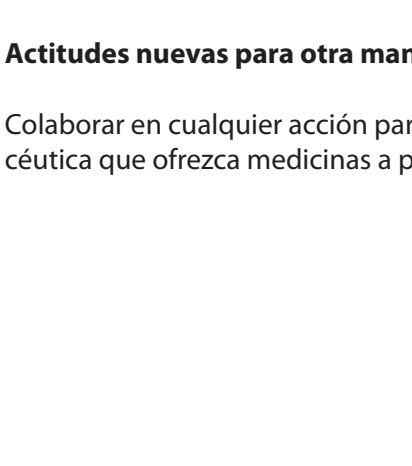 Actitudes nuevas para otra man
Colaborar en cualquier acción par
céutica que ofrezca medicinas a p